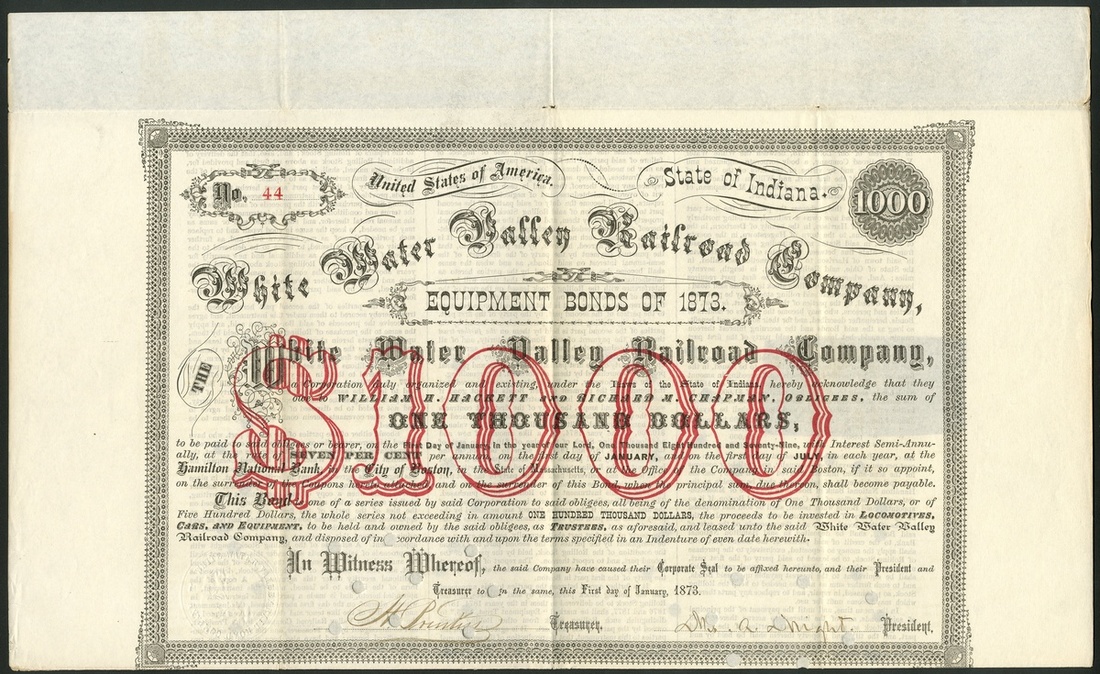 No. 44
United States of America.
State of Indiana.
1000
White Water Valley Railroad Company,
EQUIPMENT BONDS OF 1873.
$1000
THE White Water Valley Railroad Company,
a Corporation duly organized and existing, under the Laws of the State of Indiana, hereby acknowledge that they
owe to WILLIAM H. HACKETT AND RICHARD M. CHAPMAN, OBLIGEES, the sum of
ONE THOUSAND DOLLARS,
to be paid to said obligees or bearer, on the First Day of January, in the year of our Lord, One Thousand Eight Hundred and Seventy-Nine, with Interest Semi-Annu-
ally, at the SEVEN PER CENT per annum, on the first day of JANUARY, and on the first day of JULY, in each year, at the
Hamilton National Bank in the City of Boston, in the State of Massachusetts, or at an Office of the Company in said Boston, if it so appoint,
on the surrender of the coupons hereto attached, and on the surrender of this Bond, when the principal sum, due thereon, shall become payable.
This Bond is one of a series issued by said Corporation to said obligees, all being of the denomination of One Thousand Dollars, or of
Five Hundred Dollars, the whole series not exceeding in amount ONE HUNDRED THOUSAND DOLLARS, the proceeds to be invested in LOCOMOTIVES,
CARS, AND EQUIPMENT, to be held and owned by the said obligees, as TRUSTEES, as aforesaid, and leased unto the said White Water Valley
Railroad Company, and disposed of in accordance with and upon the terms specified in an Indenture of even date herewith.
In Witness Whereof, the said Company have caused their Corporate Seal to be affixed hereunto, and their President and
Treasurer to sign the same, this First day of January, 1873.
Treasurer, President,